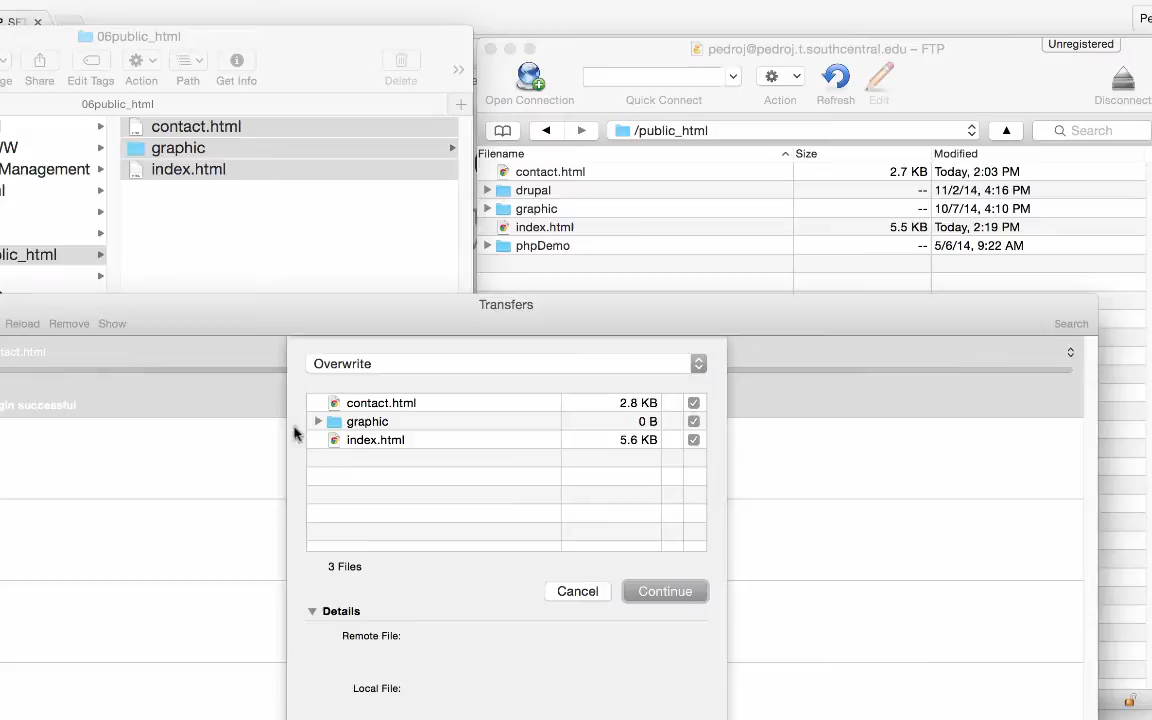 06public_html
Unregistered
pedroj@pedroj.t.southcentral.edu – FTP
Share Edit Tags Action Path Get Info Delete
Open Connection Quick Connect Action Refresh Edit Disconnect
06public_html
/public_html Search
Filename Size Modified
contact.html
graphic
index.html
Management
contact.html 2.7 KB Today, 2:03 PM
drupal -- 11/2/14, 4:16 PM
graphic -- 10/7/14, 4:10 PM
index.html 5.5 KB Today, 2:19 PM
phpDemo -- 5/6/14, 9:22 AM
lic_html
Transfers
Reload Remove Show Search
tact.html
gin successful
Overwrite
contact.html 2.8 KB
graphic 0 B
index.html 5.6 KB
3 Files
Cancel Continue
Details
Remote File:
Local File: